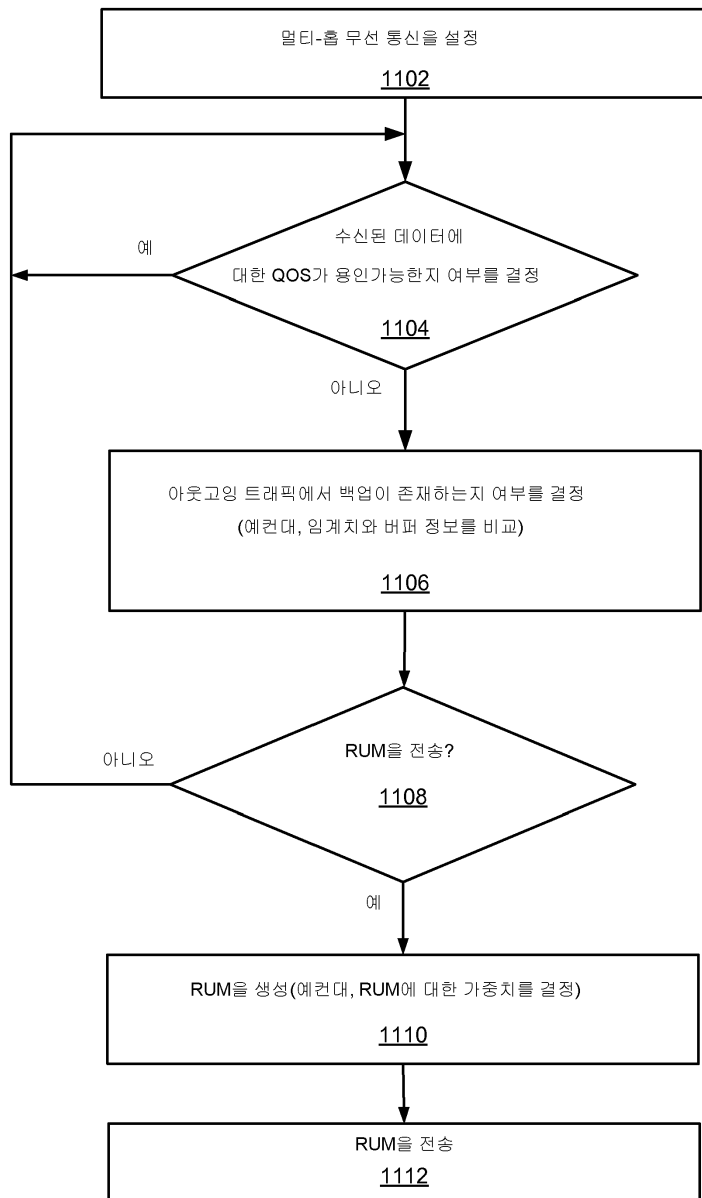 멀티-홉 무선 통신을 설정
1102
예
수신된 데이터에
대한 QOS가 용인가능한지 여부를 결정
1104
아니오
아웃고잉 트래픽에서 백업이 존재하는지 여부를 결정
(예컨대, 임계치와 버퍼 정보를 비교)
1106
아니오
RUM을 전송?
1108
예
RUM을 생성(예컨대, RUM에 대한 가중치를 결정)
1110
RUM을 전송
1112